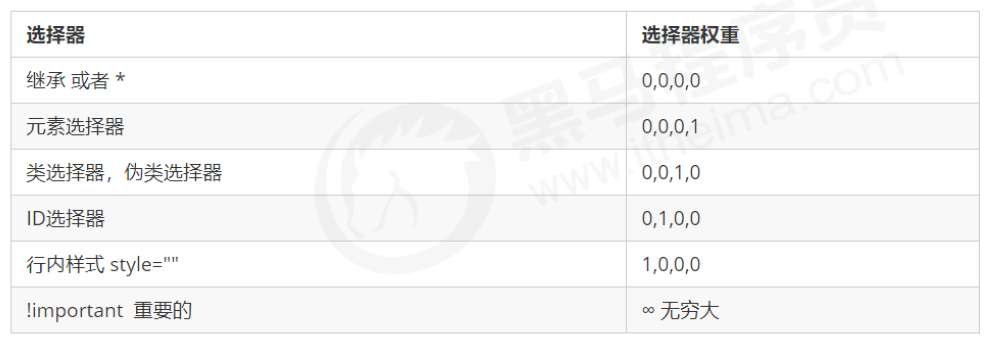 选择器 选择器权重
继承 或者 * 0,0,0,0
元素选择器 0,0,0,1
类选择器，伪类选择器 0,0,1,0
ID选择器 0,1,0,0
行内样式 style="" 1,0,0,0
!important 重要的 ∞ 无穷大
黑马程序员
www.itheima.com